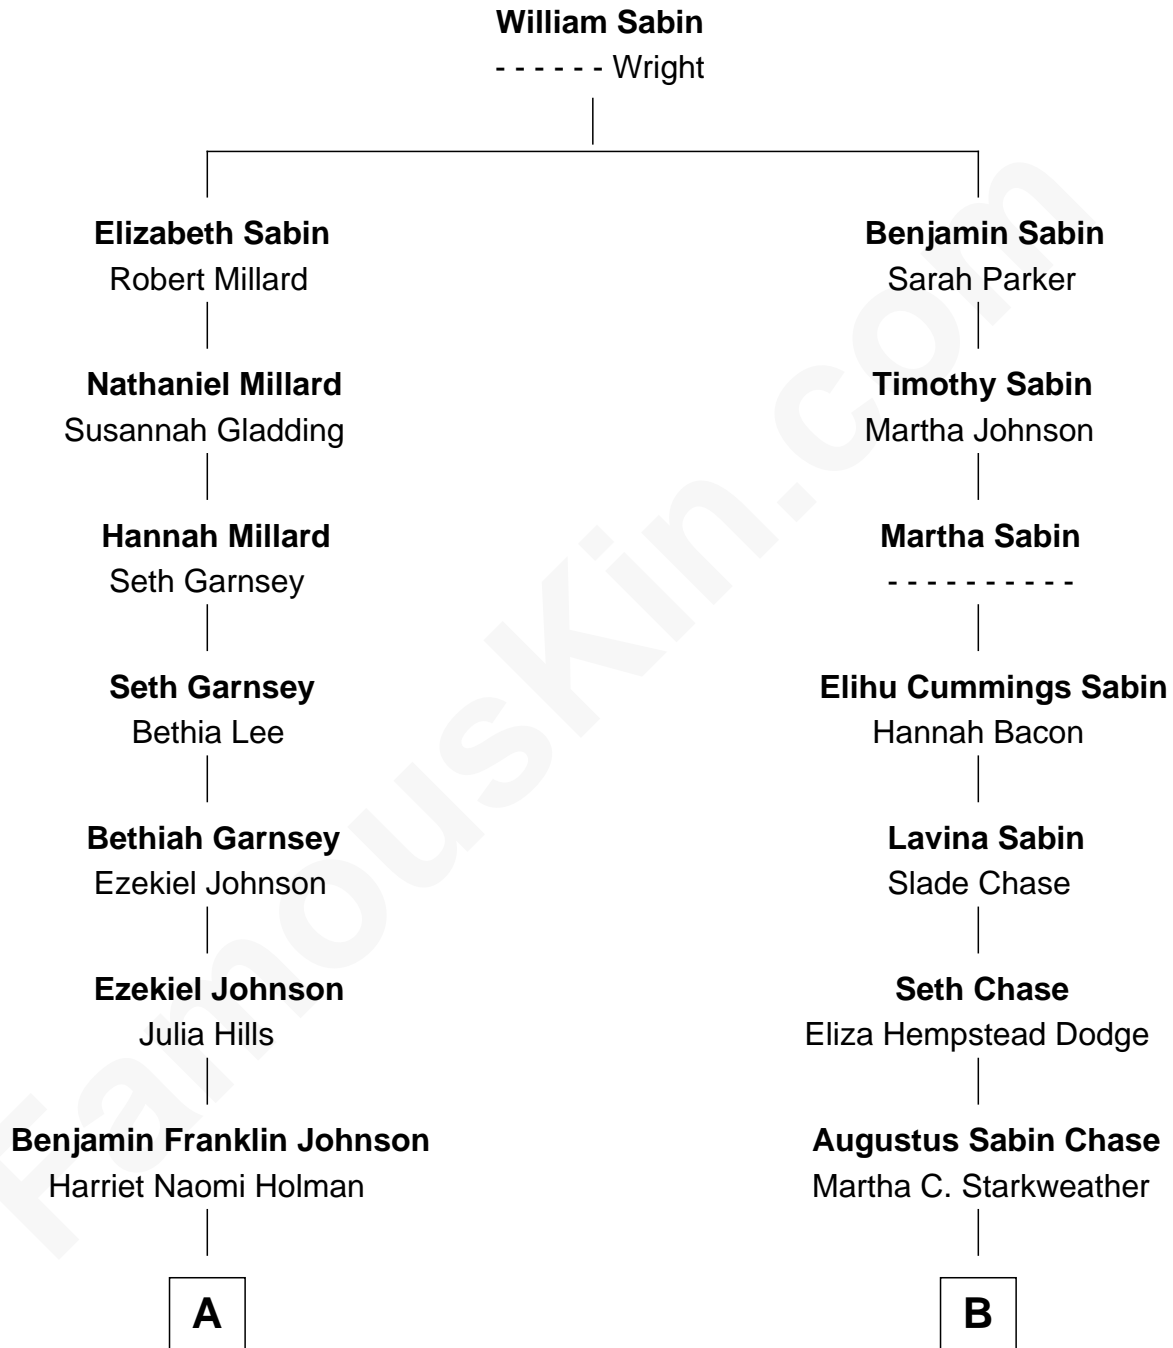 William Sabin
- - - - - - Wright
Elizabeth Sabin
Robert Millard
Benjamin Sabin
Sarah Parker
Nathaniel Millard
Susannah Gladding
Timothy Sabin
Martha Johnson
Hannah Millard
Seth Garnsey
Martha Sabin
- - - - - - - - - -
Seth Garnsey
Bethia Lee
Elihu Cummings Sabin
Hannah Bacon
Bethiah Garnsey
Ezekiel Johnson
Lavina Sabin
Slade Chase
Ezekiel Johnson
Julia Hills
Seth Chase
Eliza Hempstead Dodge
Benjamin Franklin Johnson
Harriet Naomi Holman
Augustus Sabin Chase
Martha C. Starkweather
A
B
FamousKin.com